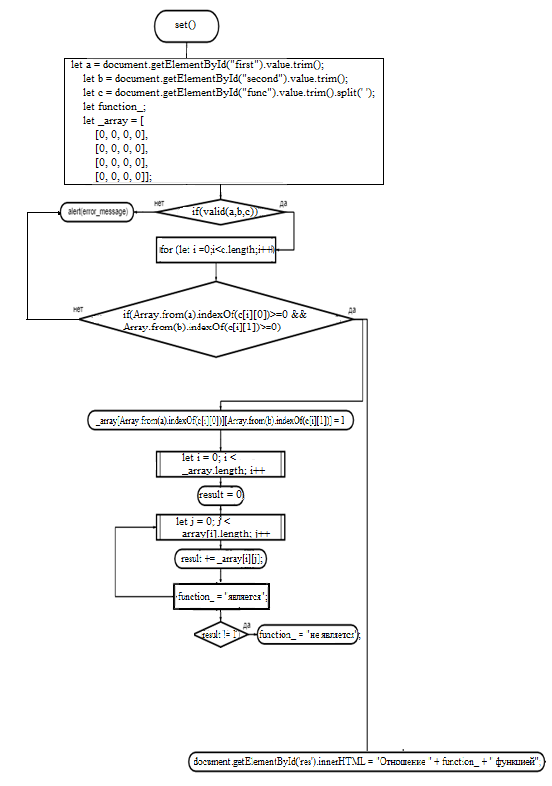 set()
let a = document.getElementById("first").value.trim();
let b = document.getElementById("second").value.trim();
let c = document.getElementById("func").value.trim().split(' ');
let function_;
let _array = [
[0, 0, 0, 0],
[0, 0, 0, 0],
[0, 0, 0, 0],
[0, 0, 0, 0]];
нет
да
alert(error_message)
if(valid(a,b,c))
for (le: i =0;i<c.length;i++)
нет
да
if(Array.from(a).indexOf(c[i][0])>=0 &&
Array.from(b).indexOf(c[i][1])>=0)
_array[Array.from(a).indexOf(c[i][0])][Array.from(b).indexOf(c[i][1])] = 1
let i = 0; i <
_array.length; i++
result = 0
let j = 0; j <
array[i].length; j++
result += _array[i][j];
function_ = "является";
result != 1
да
function_ = "не является";
document.getElementById('res').innerHTML = "Отношение " + function_ + " функцией";